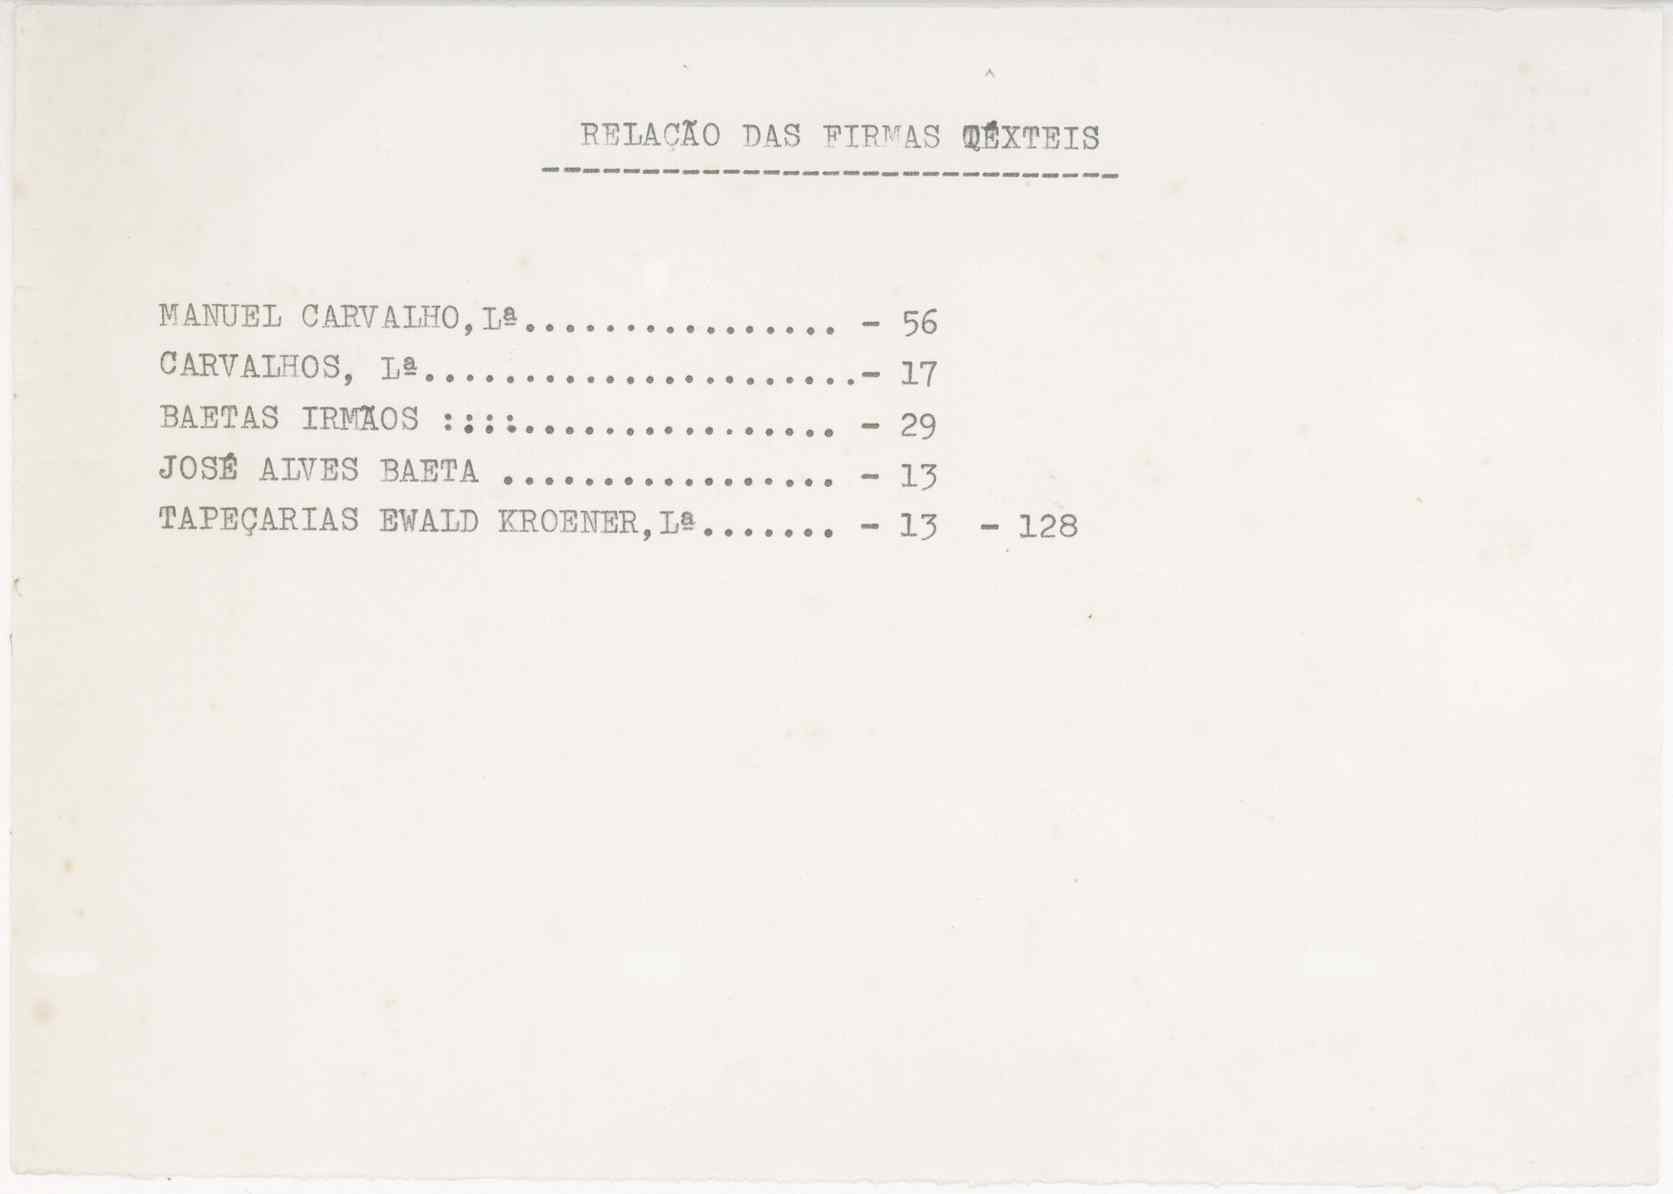 RELAÇÃO DAS FIRMAS TÉXTEIS
-----------------------------
MANUEL CARVALHO,Lª................ - 56
CARVALHOS, Lª......................- 17
BAETAS IRMÃOS ::::................ - 29
JOSÉ ALVES BAETA ................. - 13
TAPEÇARIAS EWALD KROENER,Lª....... - 13 - 128